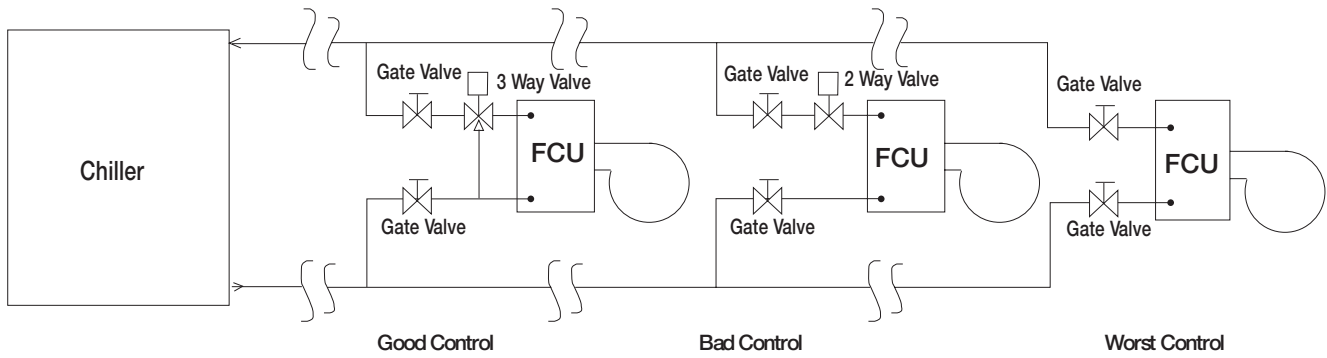 Chiller
Gate Valve
3 Way Valve
FCU
Gate Valve
Gate Valve
2 Way Valve
FCU
Gate Valve
Gate Valve
FCU
Gate Valve
Good Control
Bad Control
Worst Control